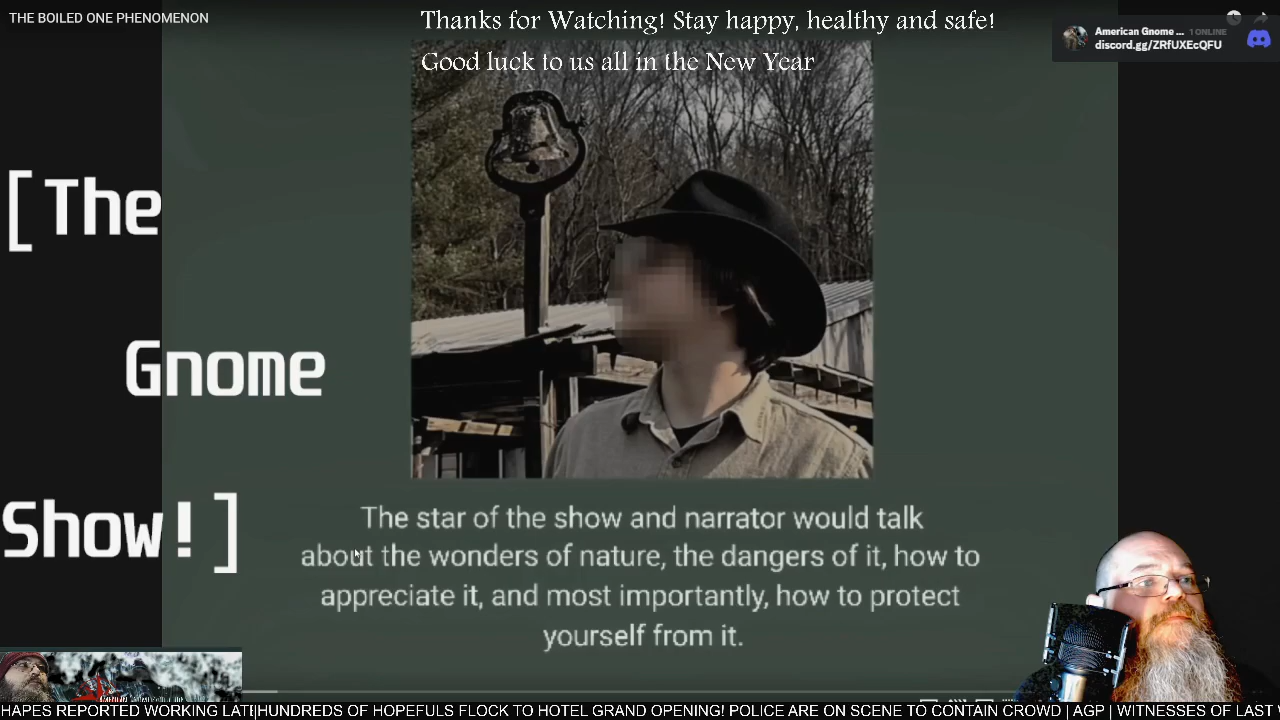 THE BOILED ONE PHENOMENON
Thanks for Watching! Stay happy, healthy and safe!
Good luck to us all in the New Year
American Gnome ... 1 ONLINE
discord.gg/ZRfUXEcQFU
[The
Gnome
Show!]
The star of the show and narrator would talk
about the wonders of nature, the dangers of it, how to
appreciate it, and most importantly, how to protect
yourself from it.
HAPES REPORTED WORKING LATE|HUNDREDS OF HOPEFULS FLOCK TO HOTEL GRAND OPENING! POLICE ARE ON SCENE TO CONTAIN CROWD | AGP | WITNESSES OF LAST